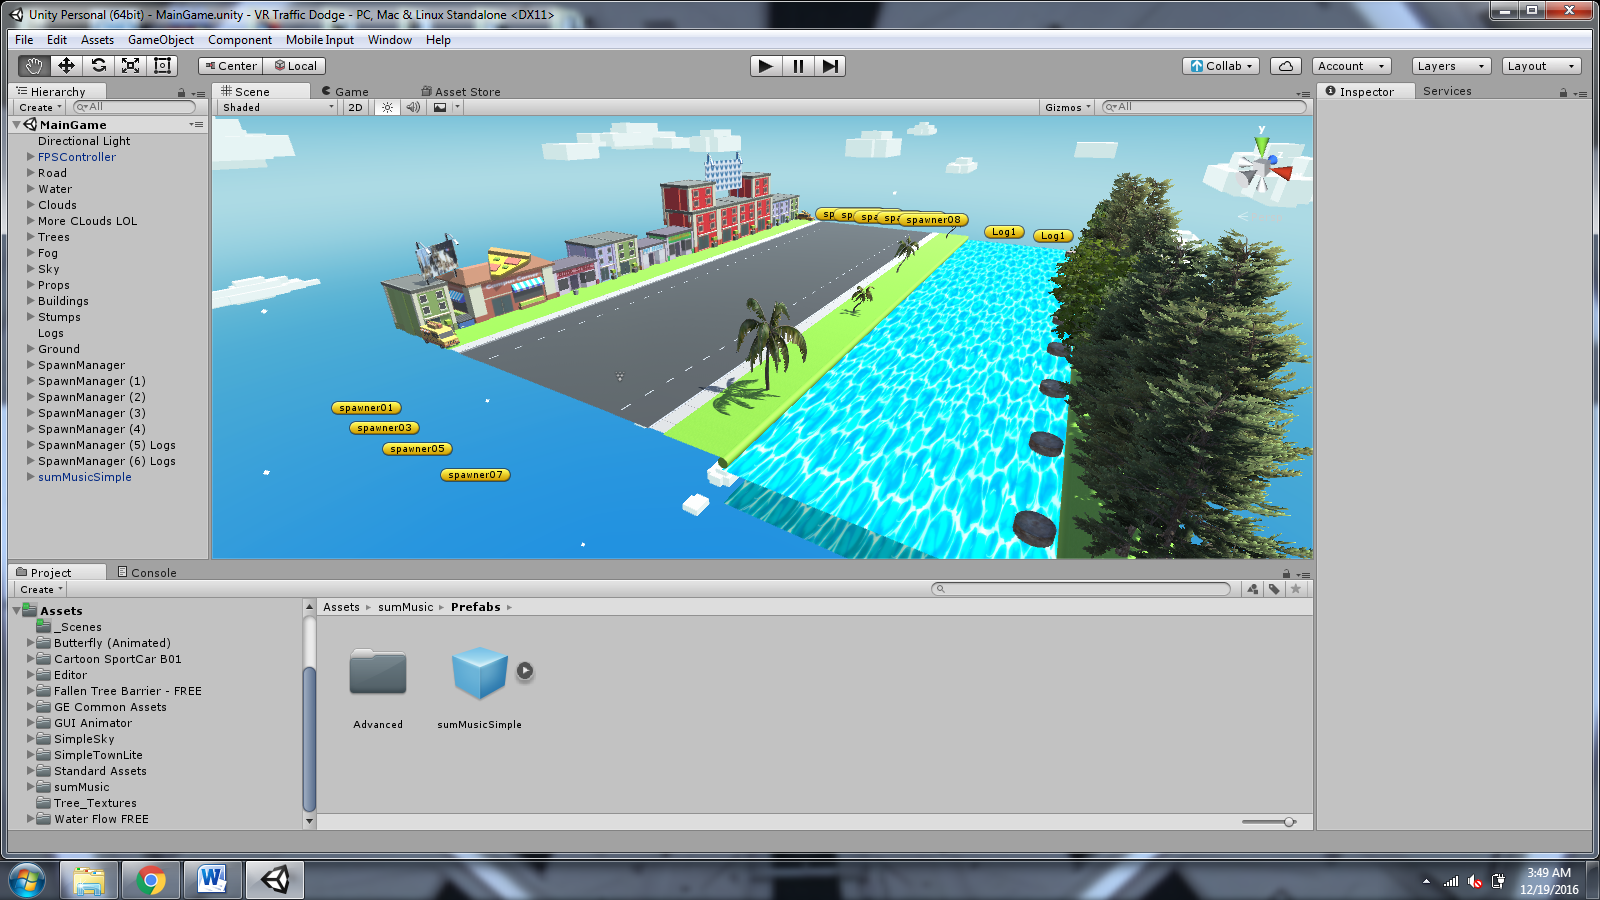 Unity Personal (64bit) - MainGame.unity - VR Traffic Dodge - PC, Mac & Linux Standalone <DX11>
File Edit Assets GameObject Component Mobile Input Window Help
Center Local Collab Account Layers Layout
Hierarchy
Create All
MainGame
Directional Light
FPSController
Road
Water
Clouds
More CLouds LOL
Trees
Fog
Sky
Props
Buildings
Stumps
Logs
Ground
SpawnManager
SpawnManager (1)
SpawnManager (2)
SpawnManager (3)
SpawnManager (4)
SpawnManager (5) Logs
SpawnManager (6) Logs
sumMusicSimple
Scene Game Asset Store
Shaded 2D Gizmos All
y
z
sp sp spa spa spawner08
Log1 Log1
spawner01
spawner03
spawner05
spawner07
Inspector Services
Project Console
Create
Assets
_Scenes
Butterfly (Animated)
Cartoon SportCar B01
Editor
Fallen Tree Barrier - FREE
GE Common Assets
GUI Animator
SimpleSky
SimpleTownLite
Standard Assets
sumMusic
Tree_Textures
Water Flow FREE
Assets sumMusic Prefabs
Advanced sumMusicSimple
3:49 AM
12/19/2016